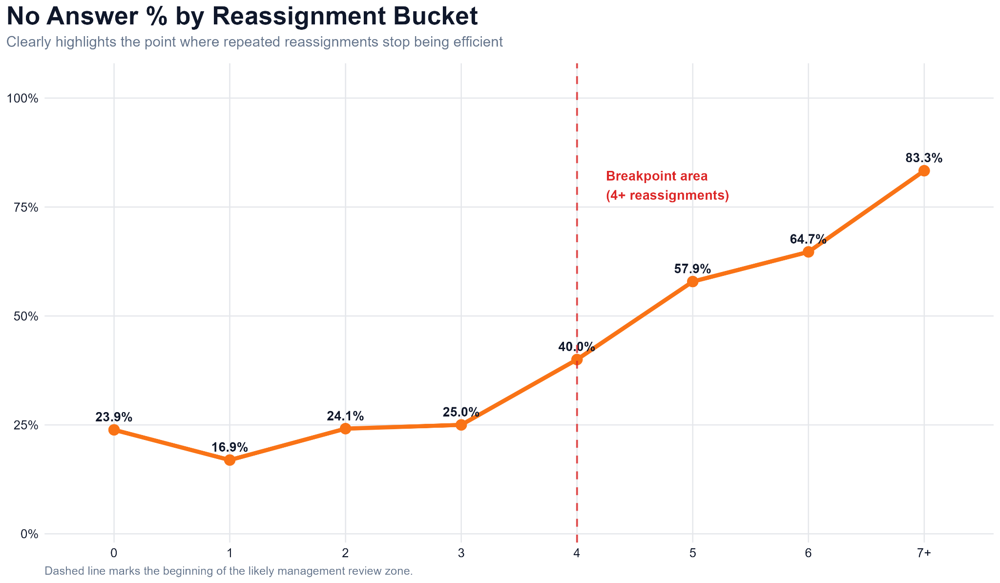 No Answer % by Reassignment Bucket
Clearly highlights the point where repeated reassignments stop being efficient
100%
75%
50%
25%
0%
23.9%
16.9%
24.1%
25.0%
40.0%
57.9%
64.7%
83.3%
Breakpoint area
(4+ reassignments)
0 1 2 3 4 5 6 7+
Dashed line marks the beginning of the likely management review zone.